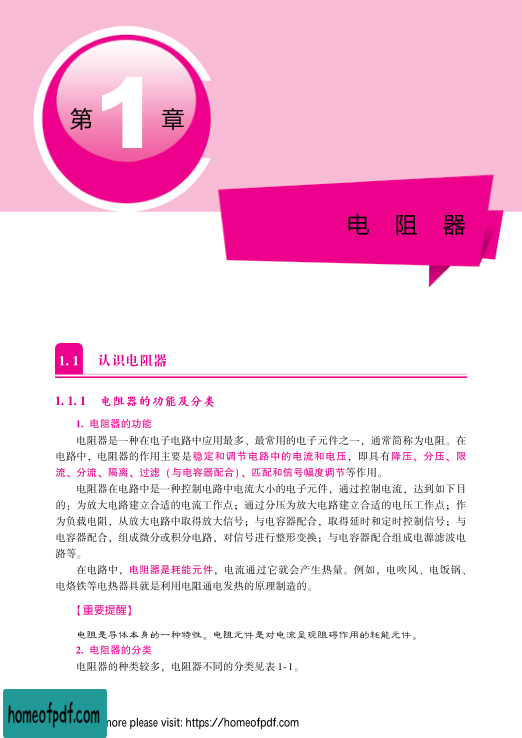 第1章
电 阻 器
1.1 认识电阻器
1.1.1 电阻器的功能及分类
1. 电阻器的功能
电阻器是一种在电子电路中应用最多、最常用的电子元件之一，通常简称为电阻。在
电路中，电阻器的作用主要是稳定和调节电路中的电流和电压，即具有降压、分压、限
流、分流、隔离、过滤（与电容器配合）、匹配和信号幅度调节等作用。
电阻器在电路中是一种控制电路中电流大小的电子元件，通过控制电流，达到如下目
的：为放大电路建立合适的电流工作点；通过分压为放大电路建立合适的电压工作点；作
为负载电阻，从放大电路中取得放大信号；与电容器配合，取得延时和定时控制信号；与
电容器配合，组成微分或积分电路，对信号进行整形变换；与电容器配合组成电源滤波电
路等。
在电路中，电阻器是耗能元件，电流通过它就会产生热量。例如，电吹风、电饭锅、
电烙铁等电热器具就是利用电阻通电发热的原理制造的。
【重要提醒】
电阻是导体本身的一种特性。电阻元件是对电流呈现阻碍作用的耗能元件。
2. 电阻器的分类
电阻器的种类较多，电阻器不同的分类见表 1-1。
homeofpdf.com
more please visit: https://homeofpdf.com